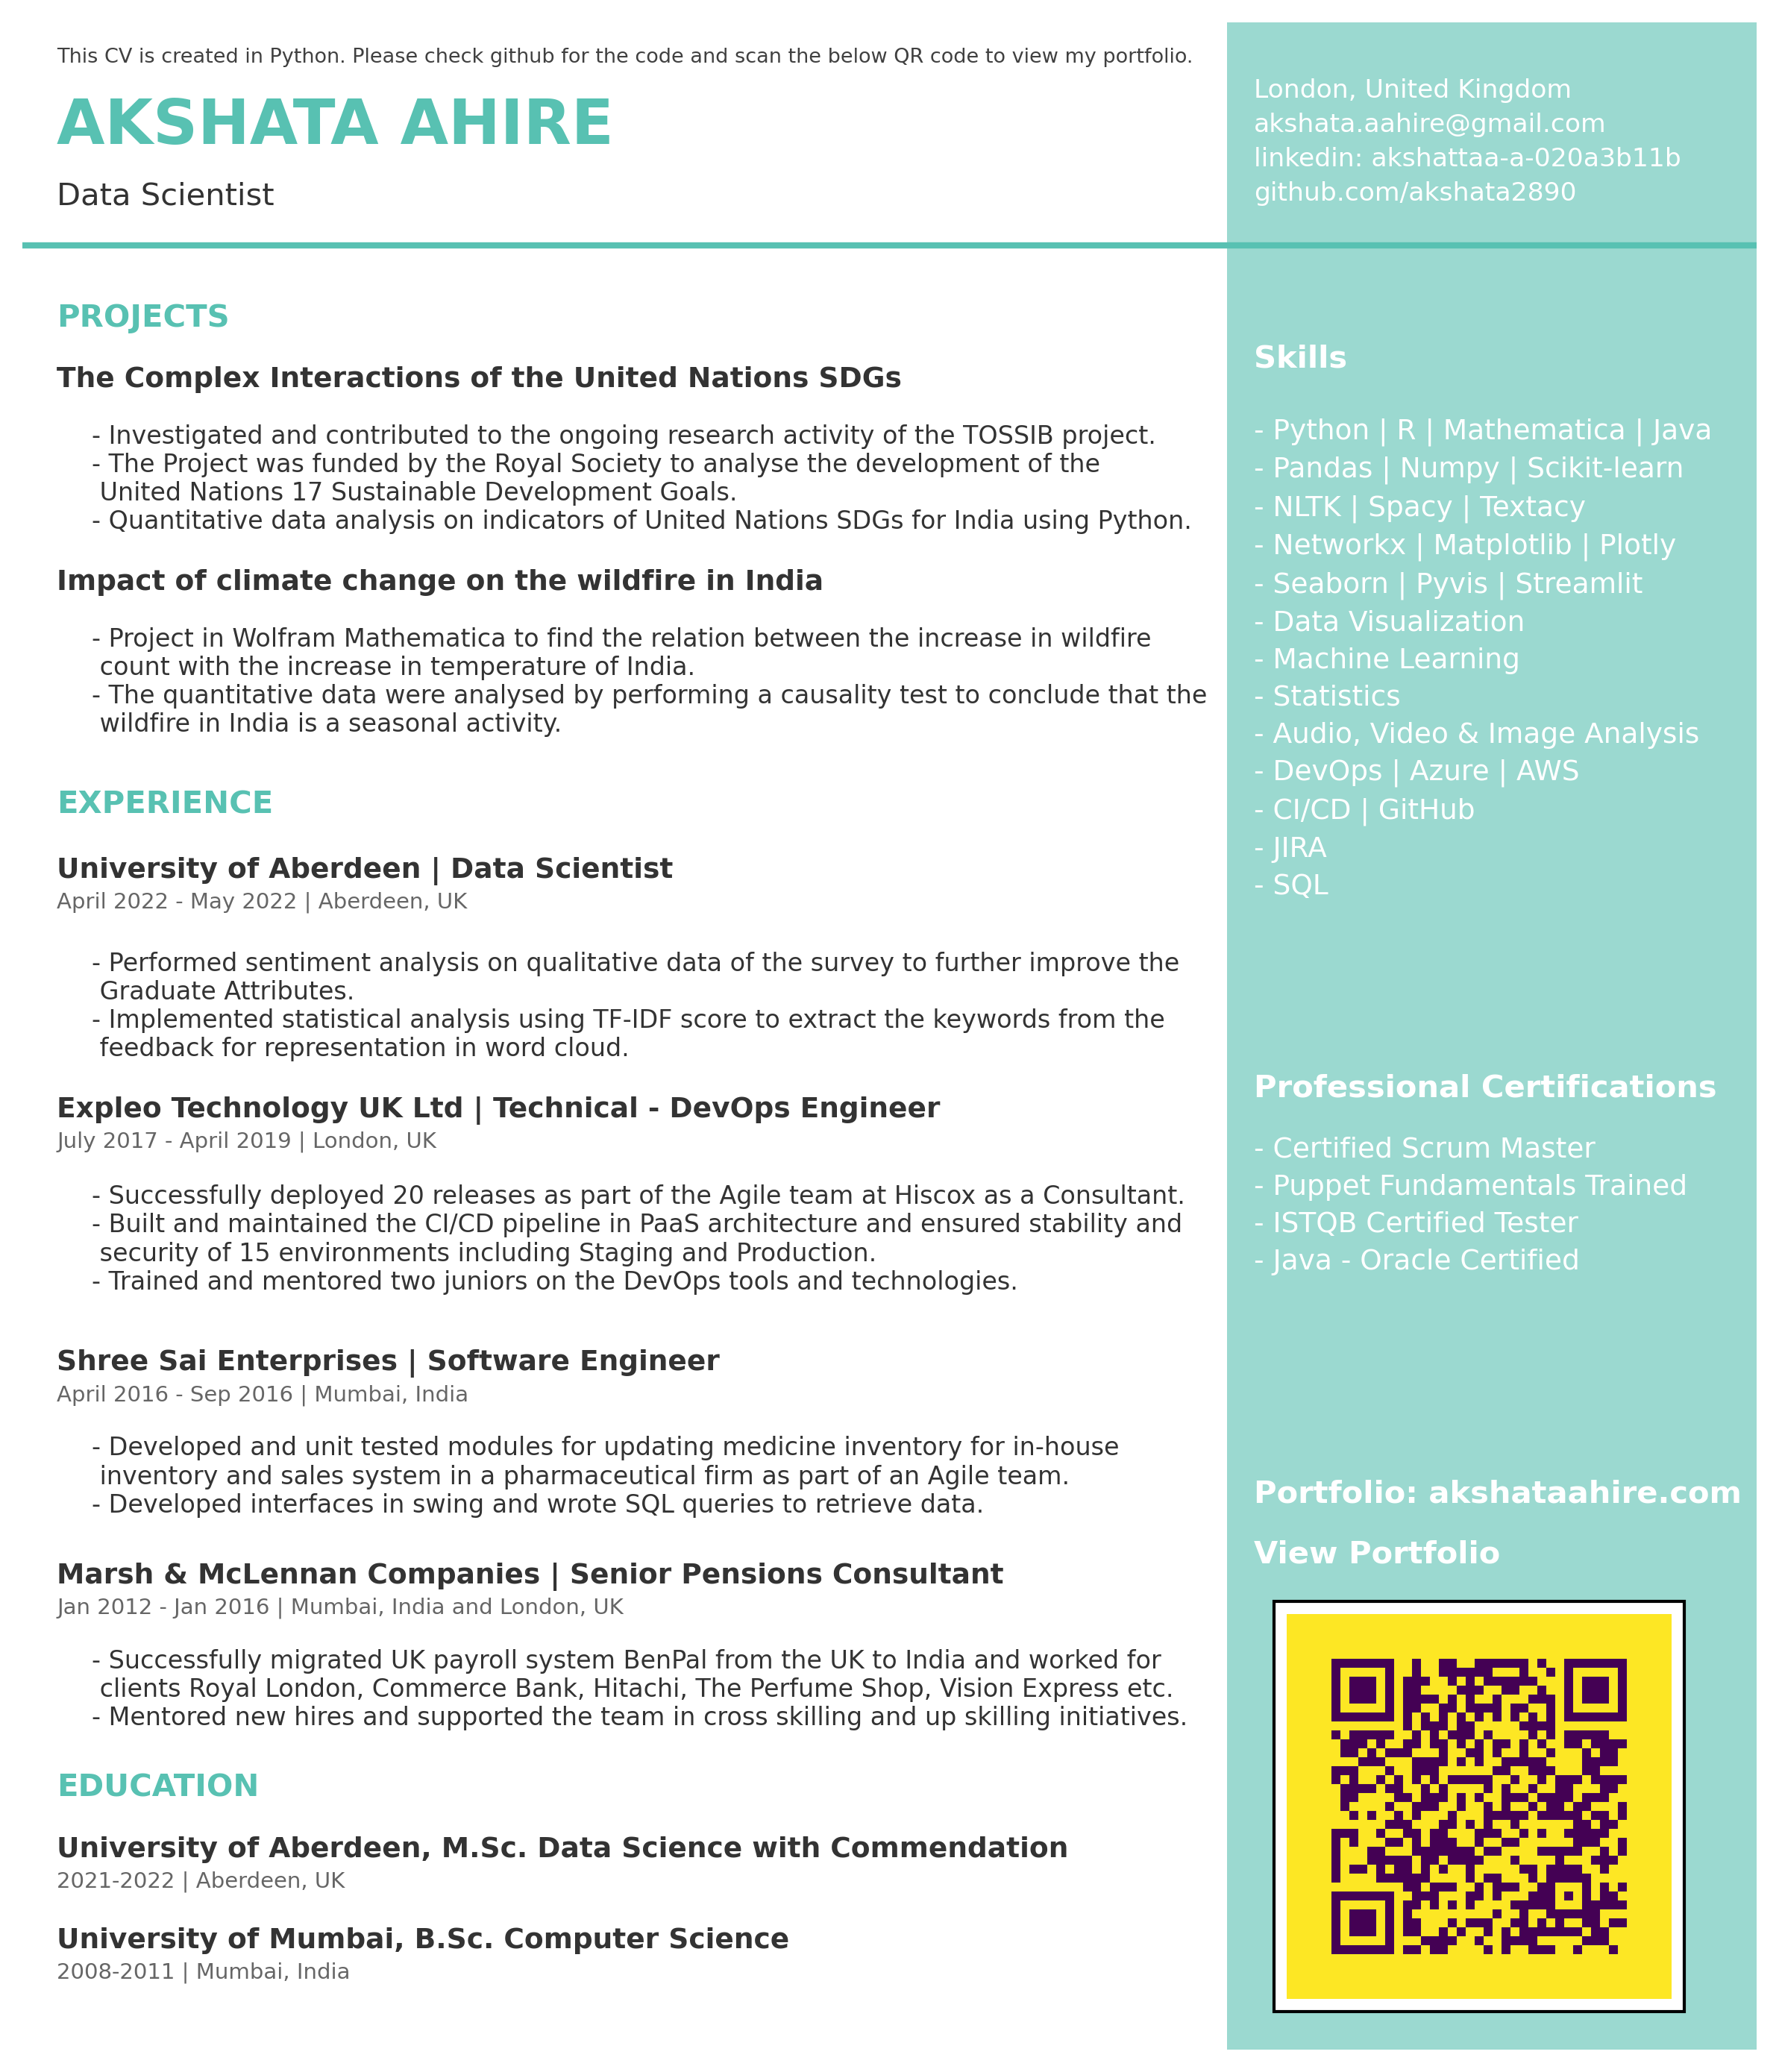 This CV is created in Python. Please check github for the code and scan the below QR code to view my portfolio.
AKSHATA AHIRE
Data Scientist
London, United Kingdom
akshata.aahire@gmail.com
linkedin: akshattaa-a-020a3b11b
github.com/akshata2890
PROJECTS
The Complex Interactions of the United Nations SDGs
- Investigated and contributed to the ongoing research activity of the TOSSIB project.
- The Project was funded by the Royal Society to analyse the development of the
United Nations 17 Sustainable Development Goals.
- Quantitative data analysis on indicators of United Nations SDGs for India using Python.
Impact of climate change on the wildfire in India
- Project in Wolfram Mathematica to find the relation between the increase in wildfire
count with the increase in temperature of India.
- The quantitative data were analysed by performing a causality test to conclude that the
wildfire in India is a seasonal activity.
EXPERIENCE
University of Aberdeen | Data Scientist
April 2022 - May 2022 | Aberdeen, UK
- Performed sentiment analysis on qualitative data of the survey to further improve the
Graduate Attributes.
- Implemented statistical analysis using TF-IDF score to extract the keywords from the
feedback for representation in word cloud.
Expleo Technology UK Ltd | Technical - DevOps Engineer
July 2017 - April 2019 | London, UK
- Successfully deployed 20 releases as part of the Agile team at Hiscox as a Consultant.
- Built and maintained the CI/CD pipeline in PaaS architecture and ensured stability and
security of 15 environments including Staging and Production.
- Trained and mentored two juniors on the DevOps tools and technologies.
Shree Sai Enterprises | Software Engineer
April 2016 - Sep 2016 | Mumbai, India
- Developed and unit tested modules for updating medicine inventory for in-house
inventory and sales system in a pharmaceutical firm as part of an Agile team.
- Developed interfaces in swing and wrote SQL queries to retrieve data.
Marsh & McLennan Companies | Senior Pensions Consultant
Jan 2012 - Jan 2016 | Mumbai, India and London, UK
- Successfully migrated UK payroll system BenPal from the UK to India and worked for
clients Royal London, Commerce Bank, Hitachi, The Perfume Shop, Vision Express etc.
- Mentored new hires and supported the team in cross skilling and up skilling initiatives.
EDUCATION
University of Aberdeen, M.Sc. Data Science with Commendation
2021-2022 | Aberdeen, UK
University of Mumbai, B.Sc. Computer Science
2008-2011 | Mumbai, India
Skills
- Python | R | Mathematica | Java
- Pandas | Numpy | Scikit-learn
- NLTK | Spacy | Textacy
- Networkx | Matplotlib | Plotly
- Seaborn | Pyvis | Streamlit
- Data Visualization
- Machine Learning
- Statistics
- Audio, Video & Image Analysis
- DevOps | Azure | AWS
- CI/CD | GitHub
- JIRA
- SQL
Professional Certifications
- Certified Scrum Master
- Puppet Fundamentals Trained
- ISTQB Certified Tester
- Java - Oracle Certified
Portfolio: akshataahire.com
View Portfolio